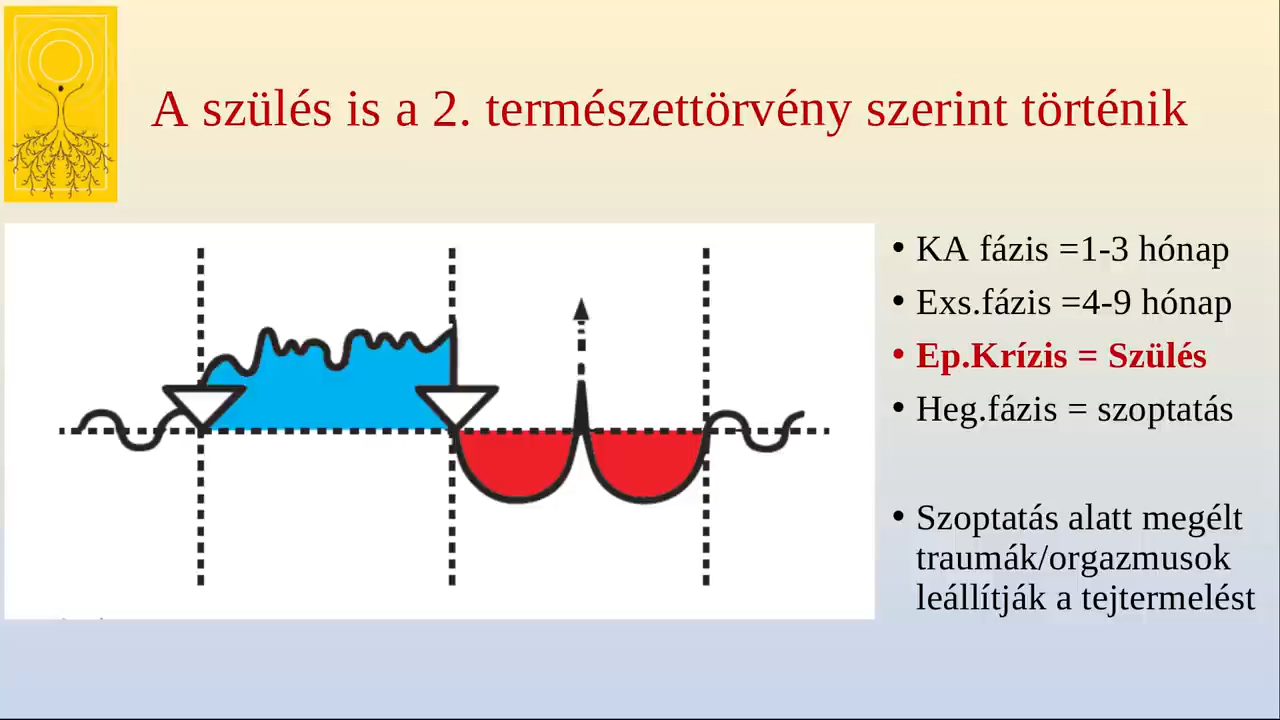 A szülés is a 2. természettörvény szerint történik
• KA fázis =1-3 hónap
• Exs.fázis =4-9 hónap
• Ep.Krízis = Szülés
• Heg.fázis = szoptatás
• Szoptatás alatt megélt
traumák/orgazmusok
leállítják a tejtermelést